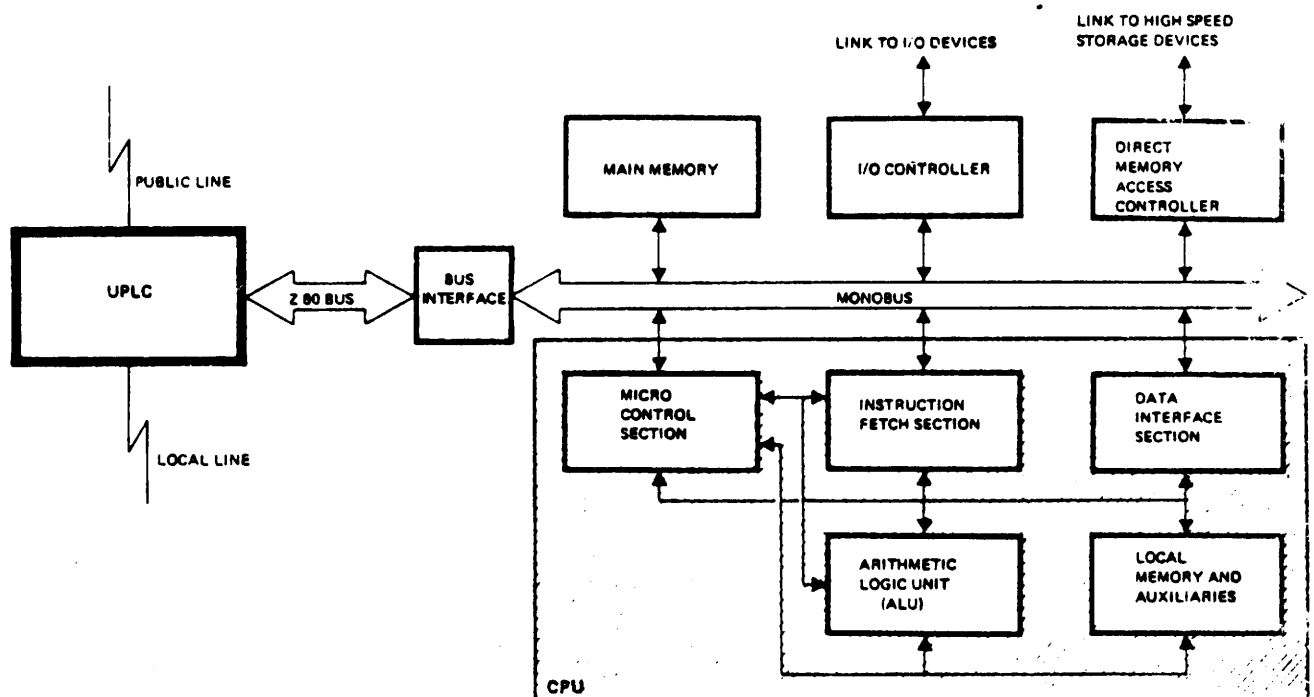 LINK TO I/O DEVICES
LINK TO HIGH SPEED
STORAGE DEVICES
MAIN MEMORY
I/O CONTROLLER
DIRECT
MEMORY
ACCESS
CONTROLLER
PUBLIC LINE
UPLC
Z 80 BUS
BUS
INTERFACE
MONOBUS
LOCAL LINE
MICRO
CONTROL
SECTION
INSTRUCTION
FETCH SECTION
DATA
INTERFACE
SECTION
ARITHMETIC
LOGIC UNIT
(ALU)
LOCAL
MEMORY AND
AUXILIARIES
CPU